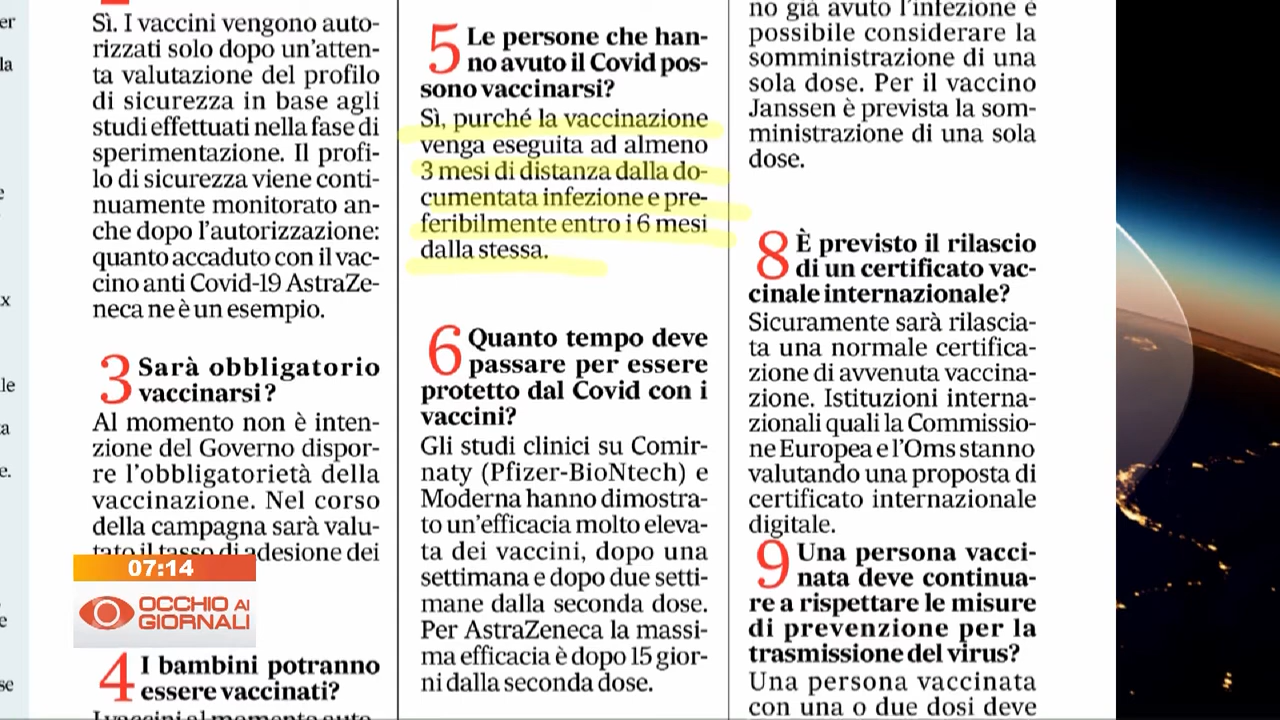 er
la
e
x
le
a
e.
e
se
Sì. I vaccini vengono auto-
rizzati solo dopo un'atten-
ta valutazione del profilo
di sicurezza in base agli
studi effettuati nella fase di
sperimentazione. Il profi-
lo di sicurezza viene conti-
nuamente monitorato an-
che dopo l'autorizzazione:
quanto accaduto con il vac-
cino anti Covid-19 AstraZe-
neca ne è un esempio.
3 Sarà obbligatorio
vaccinarsi?
Al momento non è inten-
zione del Governo dispor-
re l'obbligatorietà della
vaccinazione. Nel corso
della campagna sarà valu-
tato il tasso di adesione dei
07:14
OCCHIO AI
GIORNALI
4 I bambini potranno
essere vaccinati?
5 Le persone che han-
no avuto il Covid pos-
sono vaccinarsi?
Sì, purché la vaccinazione
venga eseguita ad almeno
3 mesi di distanza dalla do-
cumentata infezione e pre-
feribilmente entro i 6 mesi
dalla stessa.
6 Quanto tempo deve
passare per essere
protetto dal Covid con i
vaccini?
Gli studi clinici su Comir-
naty (Pfizer-BioNtech) e
Moderna hanno dimostra-
to un'efficacia molto eleva-
ta dei vaccini, dopo una
settimana e dopo due setti-
mane dalla seconda dose.
Per AstraZeneca la massi-
ma efficacia è dopo 15 gior-
ni dalla seconda dose.
no già avuto l'infezione è
possibile considerare la
somministrazione di una
sola dose. Per il vaccino
Janssen è prevista la som-
ministrazione di una sola
dose.
8 È previsto il rilascio
di un certificato vac-
cinale internazionale?
Sicuramente sarà rilascia-
ta una normale certifica-
zione di avvenuta vaccina-
zione. Istituzioni interna-
zionali quali la Commissio-
ne Europea e l'Oms stanno
valutando una proposta di
certificato internazionale
digitale.
9 Una persona vacci-
nata deve continua-
re a rispettare le misure
di prevenzione per la
trasmissione del virus?
Una persona vaccinata
con una o due dosi deve